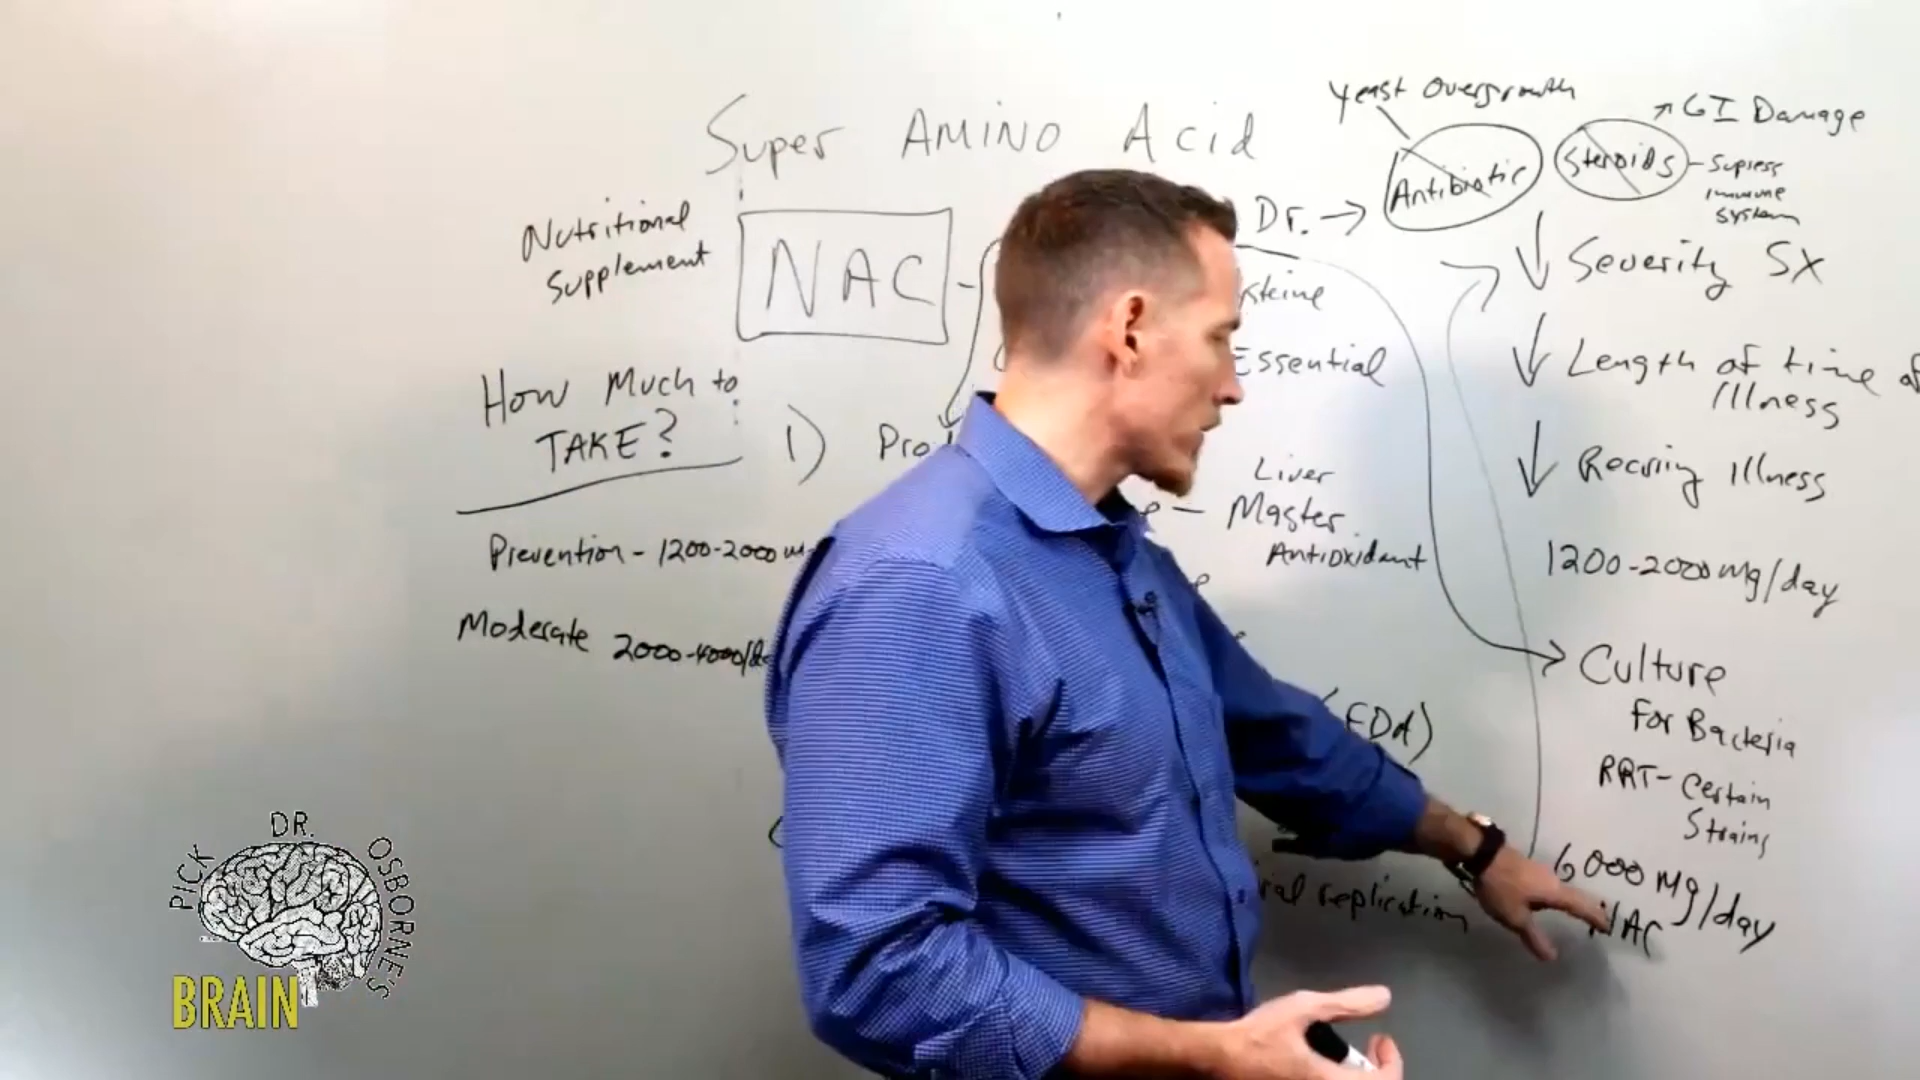 Super AMINO Acid
Nutritional
Supplement
NAC
How Much to
TAKE?
Prevention - 1200-2000 m
Moderate 2000-4000/d
1) Pro
steine
Essential
Liver
Master
Antioxidant
replication
Yeast Overgrowth
Dr. → Antibiotic
Steroids
↗ GI Damage
- Supress
immune
system
↓ Severity SX
↓ Length of time of
Illness
↓ Recuring Illness
1200-2000 mg/day
Culture
for Bacteria
RRT - Certain
Strains
6000 mg/day
NAC
PICK
DR.
OSBORNE'S
BRAIN